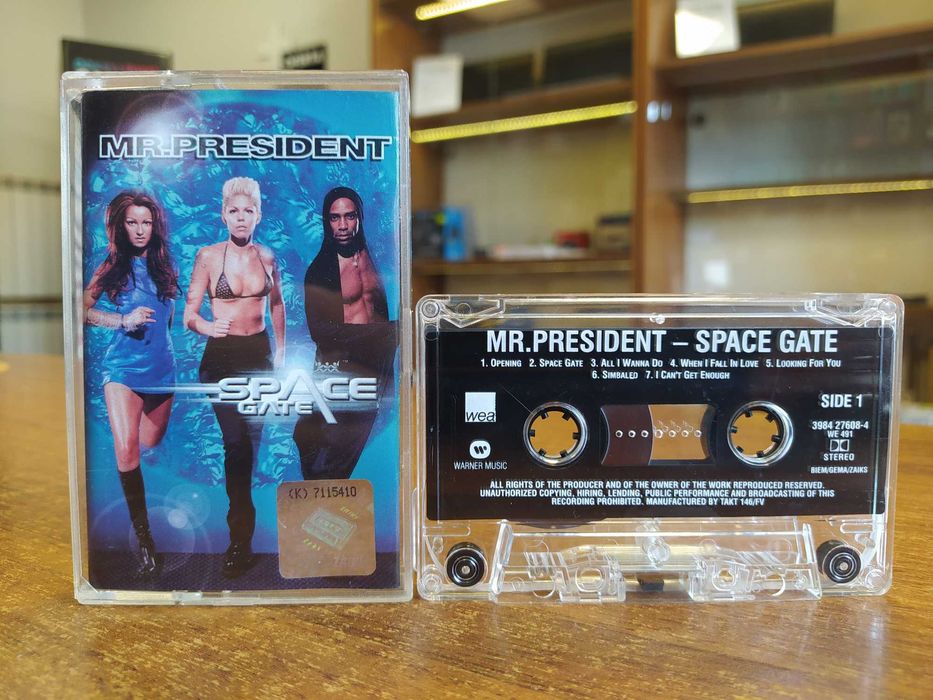 MR.PRESIDENT
SPACE
GATE
(K) 7115410
MR.PRESIDENT – SPACE GATE
1. OPENING 2. SPACE GATE 3. ALL I WANNA DO 4. WHEN I FALL IN LOVE 5. LOOKING FOR YOU
6. SIMBALED 7. I CAN'T GET ENOUGH
SIDE 1
wea
3984 27608-4
WE 491
STEREO
WARNER MUSIC
BIEM/GEMA/ZAIKS
ALL RIGHTS OF THE PRODUCER AND OF THE OWNER OF THE WORK REPRODUCED RESERVED.
UNAUTHORIZED COPYING, HIRING, LENDING, PUBLIC PERFORMANCE AND BROADCASTING OF THIS
RECORDING PROHIBITED. MANUFACTURED BY TAKT 146/FV